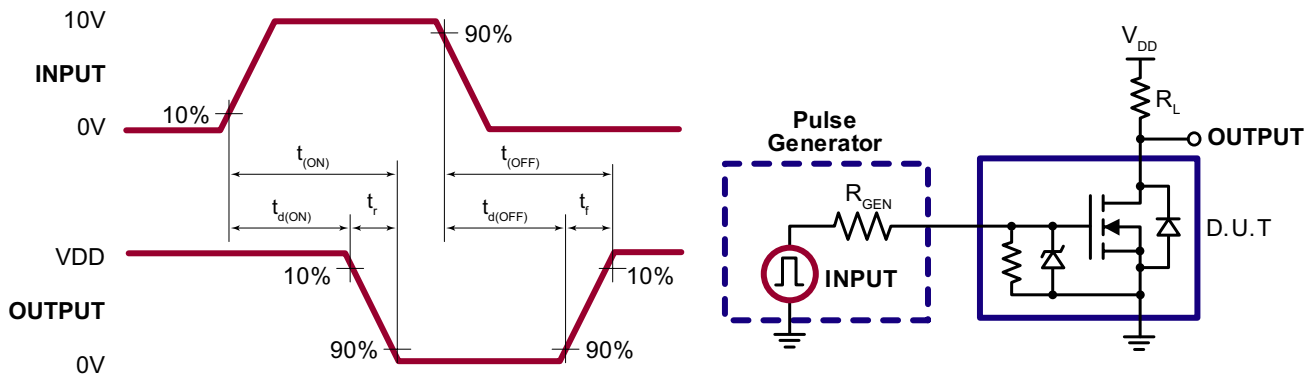 10V
90%
INPUT
10%
0V
t(ON)
t(OFF)
td(ON)
tr
td(OFF)
tf
VDD
10%
10%
OUTPUT
90%
90%
0V
VDD
RL
OUTPUT
Pulse
Generator
RGEN
INPUT
D.U.T